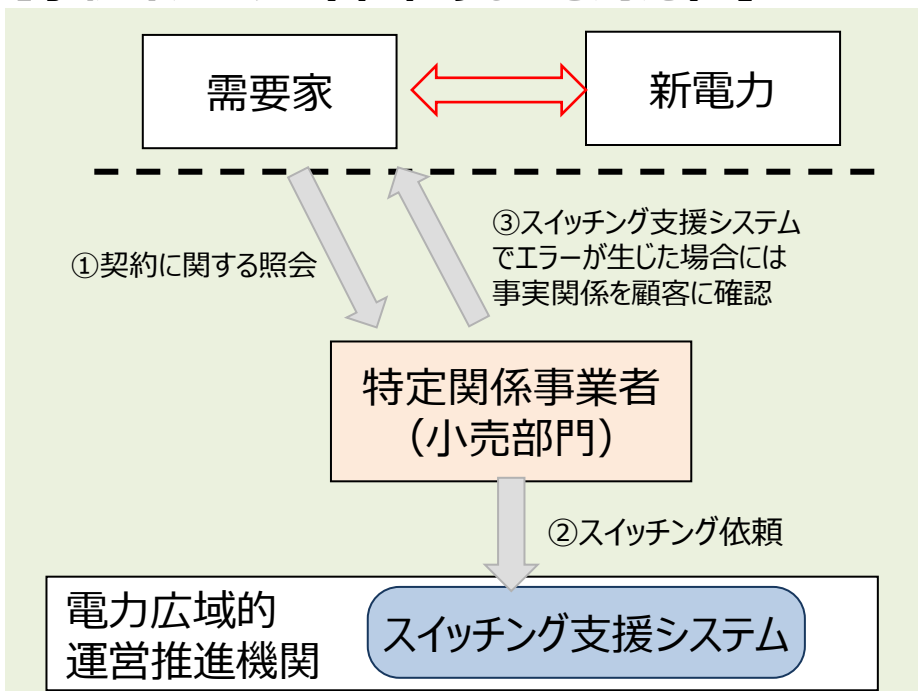 需要家
新電力
①契約に関する照会
③スイッチング支援システム
でエラーが生じた場合には
事実関係を顧客に確認
特定関係事業者
（小売部門）
②スイッチング依頼
電力広域的
運営推進機関
スイッチング支援システム